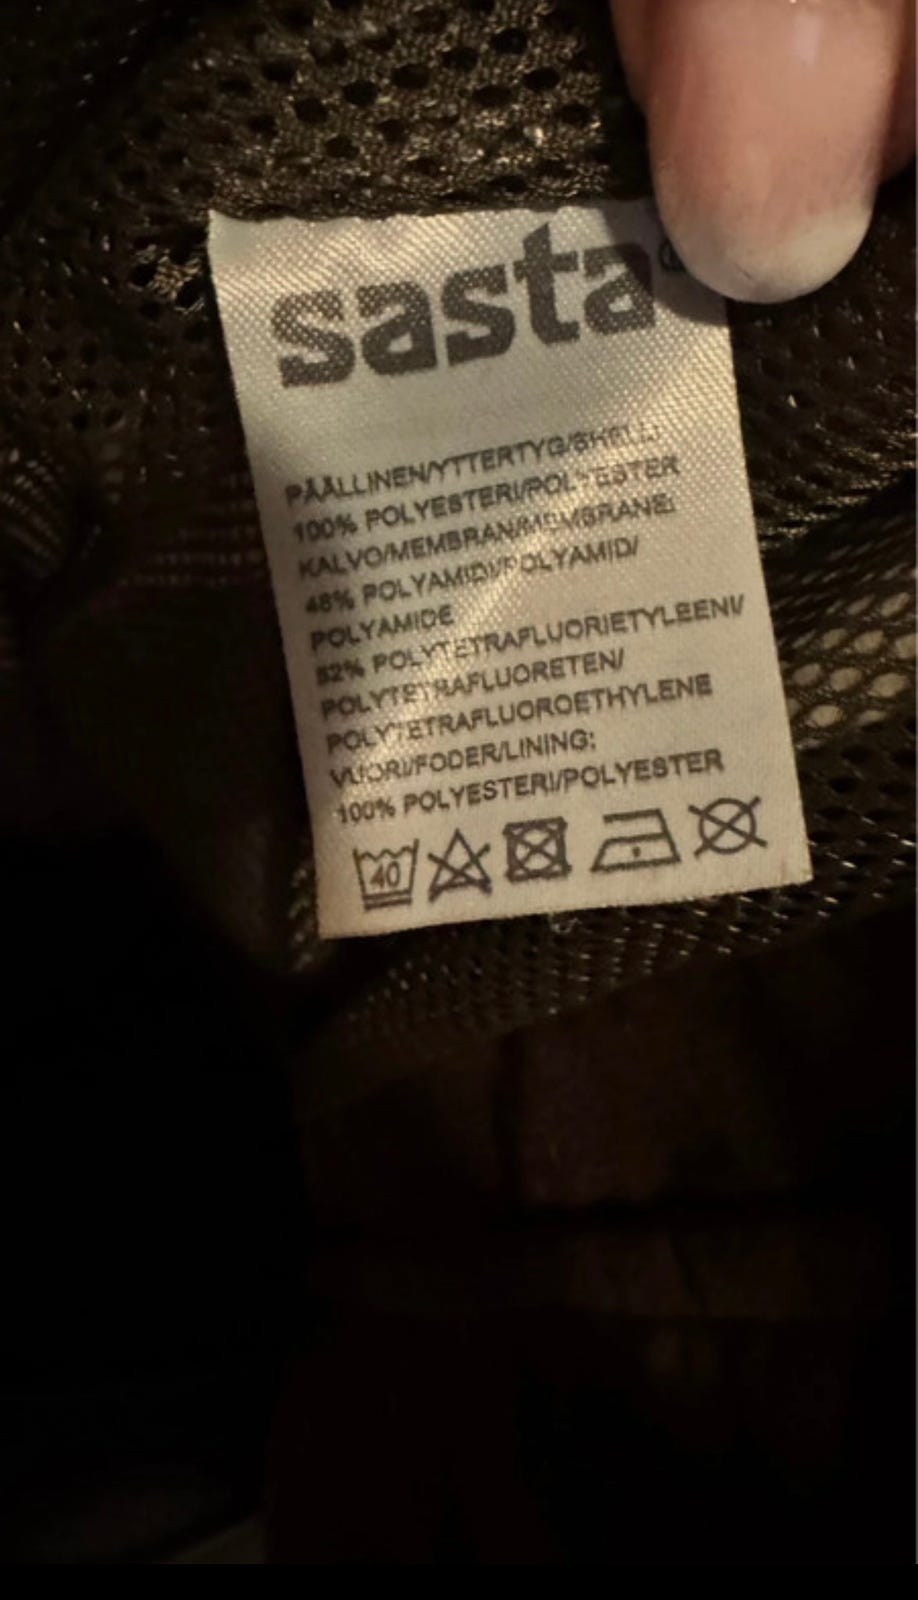 sasta®
PÄÄLLINEN/YTTERTYG/SHELL:
100% POLYESTERI/POLYESTER
KALVO/MEMBRAN/MEMBRANE:
48% POLYAMIDI/POLYAMID/
POLYAMIDE
52% POLYTETRAFLUORIETYLEENI/
POLYTETRAFLUORETEN/
POLYTETRAFLUOROETHYLENE
VUORI/FODER/LINING:
100% POLYESTERI/POLYESTER
40